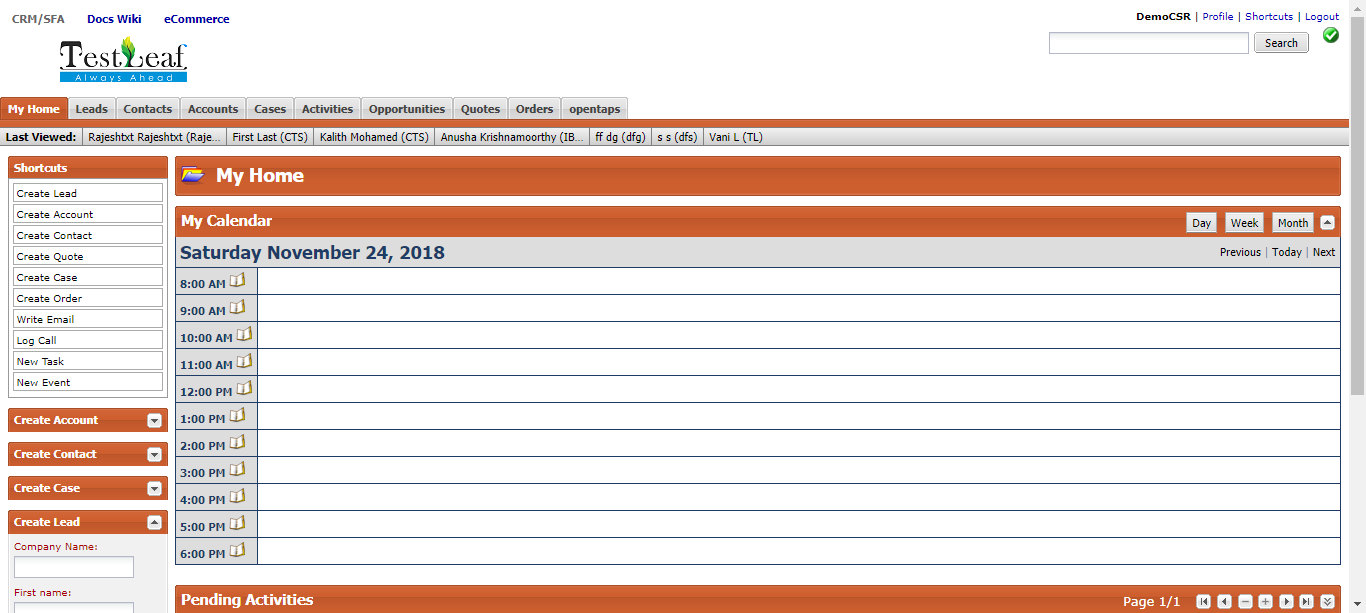 CRM/SFA Docs Wiki eCommerce
DemoCSR | Profile | Shortcuts | Logout
Search
TestLeaf
Always Ahead
My Home Leads Contacts Accounts Cases Activities Opportunities Quotes Orders opentaps
Last Viewed: Rajeshtxt Rajeshtxt (Raje... First Last (CTS) Kalith Mohamed (CTS) Anusha Krishnamoorthy (IB... ff dg (dfg) s s (dfs) Vani L (TL)
Shortcuts
Create Lead
Create Account
Create Contact
Create Quote
Create Case
Create Order
Write Email
Log Call
New Task
New Event
Create Account
Create Contact
Create Case
Create Lead
Company Name:
First name:
My Home
My Calendar
Day Week Month
Saturday November 24, 2018
Previous | Today | Next
8:00 AM
9:00 AM
10:00 AM
11:00 AM
12:00 PM
1:00 PM
2:00 PM
3:00 PM
4:00 PM
5:00 PM
6:00 PM
Pending Activities
Page 1/1